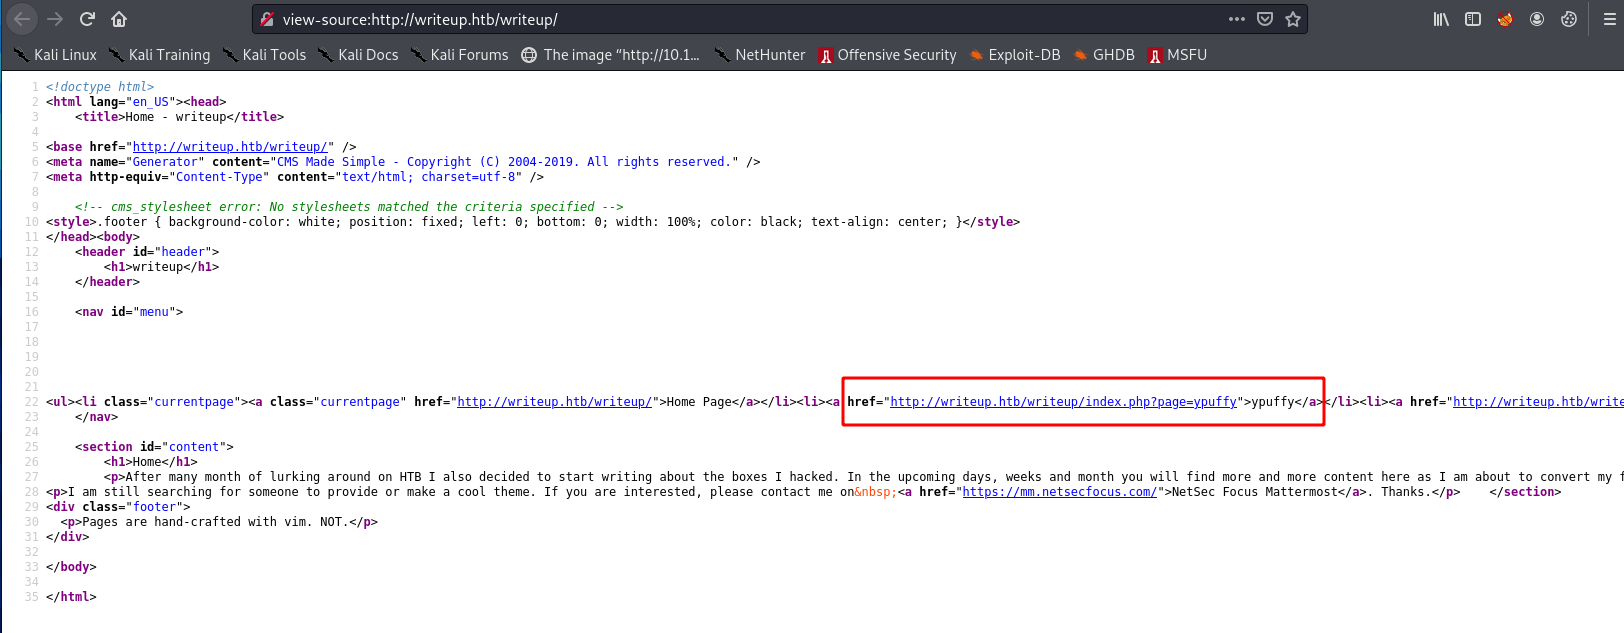 view-source:http://writeup.htb/writeup/
Kali Linux Kali Training Kali Tools Kali Docs Kali Forums The image “http://10.1... NetHunter Offensive Security Exploit-DB GHDB MSFU
1 <!doctype html>
2 <html lang="en_US"><head>
3 <title>Home - writeup</title>
4
5 <base href="http://writeup.htb/writeup/" />
6 <meta name="Generator" content="CMS Made Simple - Copyright (C) 2004-2019. All rights reserved." />
7 <meta http-equiv="Content-Type" content="text/html; charset=utf-8" />
8
9 <!-- cms_stylesheet error: No stylesheets matched the criteria specified -->
10 <style>.footer { background-color: white; position: fixed; left: 0; bottom: 0; width: 100%; color: black; text-align: center; }</style>
11 </head><body>
12 <header id="header">
13 <h1>writeup</h1>
14 </header>
15
16 <nav id="menu">
17
18
19
20
21
22 <ul><li class="currentpage"><a class="currentpage" href="http://writeup.htb/writeup/">Home Page</a></li><li><a href="http://writeup.htb/writeup/index.php?page=ypuffy">ypuffy</a></li><li><a href="http://writeup.htb/write
23 </nav>
24
25 <section id="content">
26 <h1>Home</h1>
27 <p>After many month of lurking around on HTB I also decided to start writing about the boxes I hacked. In the upcoming days, weeks and month you will find more and more content here as I am about to convert my f
28 <p>I am still searching for someone to provide or make a cool theme. If you are interested, please contact me on&nbsp;<a href="https://mm.netsecfocus.com/">NetSec Focus Mattermost</a>. Thanks.</p> </section>
29 <div class="footer">
30 <p>Pages are hand-crafted with vim. NOT.</p>
31 </div>
32
33 </body>
34
35 </html>